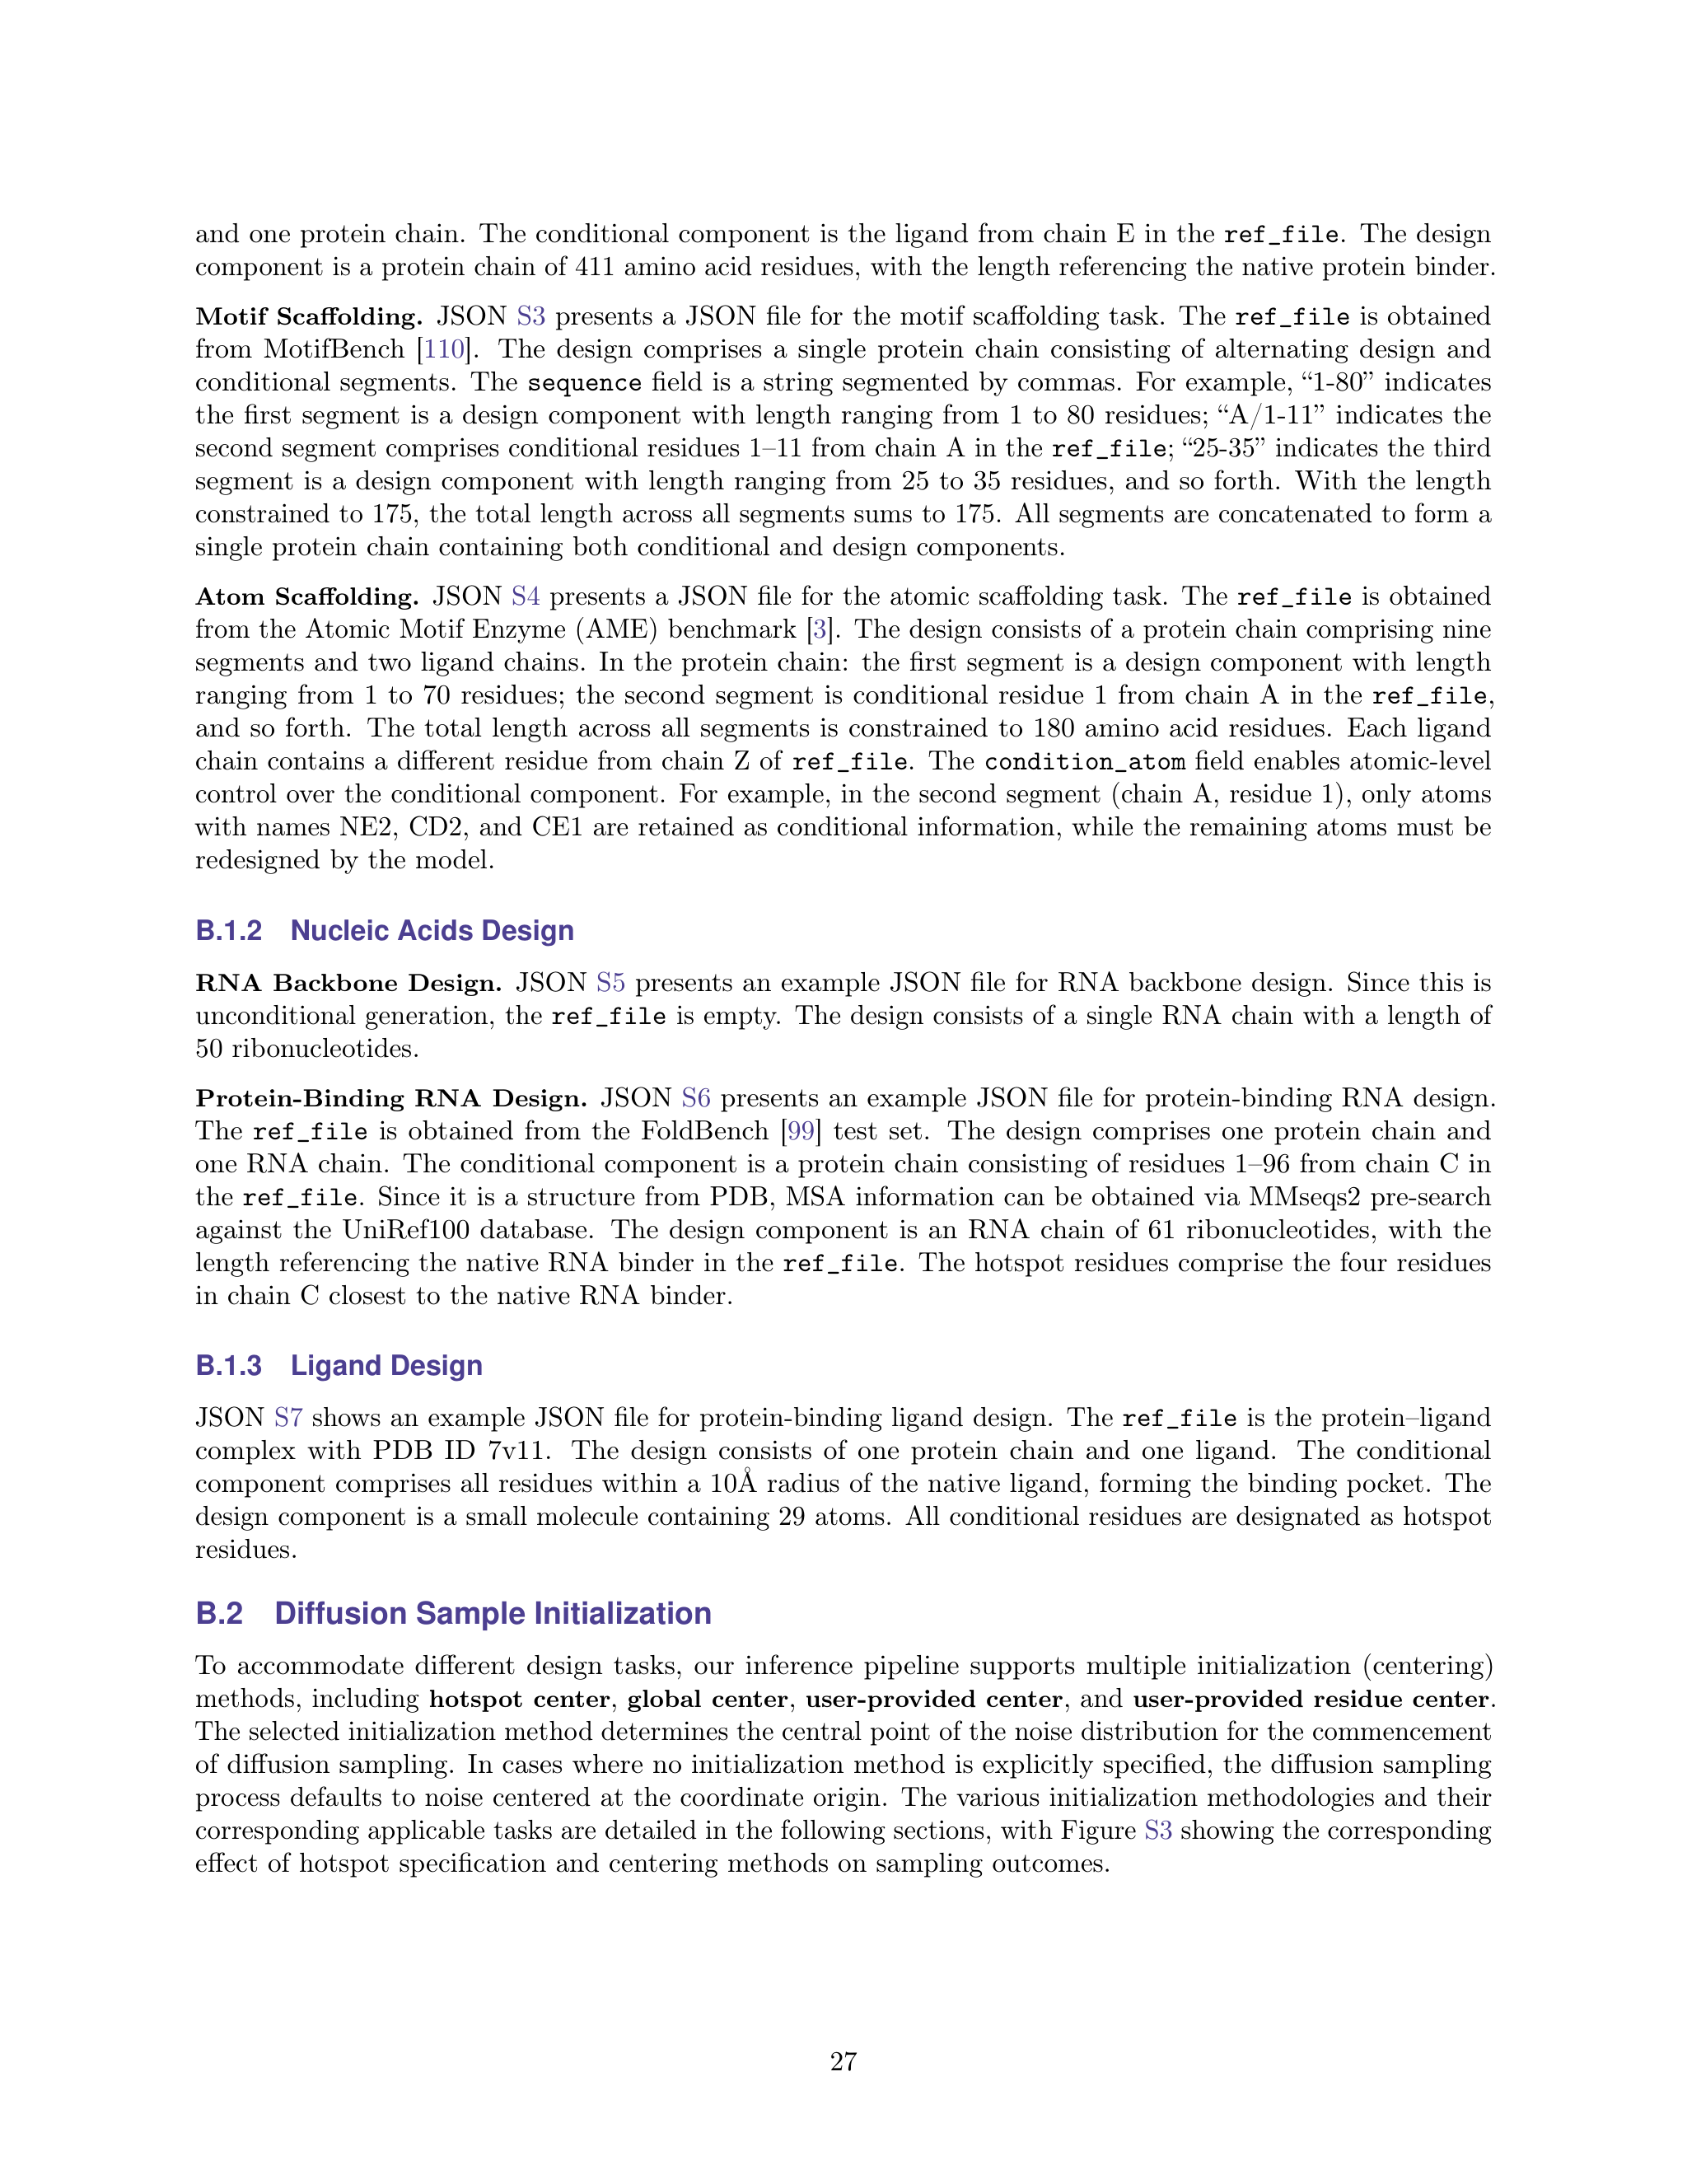 and one protein chain. The conditional component is the ligand from chain E in the ref_file. The design
component is a protein chain of 411 amino acid residues, with the length referencing the native protein binder.
Motif Scaffolding. JSON S3 presents a JSON file for the motif scaffolding task. The ref_file is obtained
from MotifBench [110]. The design comprises a single protein chain consisting of alternating design and
conditional segments. The sequence field is a string segmented by commas. For example, “1-80” indicates
the first segment is a design component with length ranging from 1 to 80 residues; “A/1-11” indicates the
second segment comprises conditional residues 1–11 from chain A in the ref_file; “25-35” indicates the third
segment is a design component with length ranging from 25 to 35 residues, and so forth. With the length
constrained to 175, the total length across all segments sums to 175. All segments are concatenated to form a
single protein chain containing both conditional and design components.
Atom Scaffolding. JSON S4 presents a JSON file for the atomic scaffolding task. The ref_file is obtained
from the Atomic Motif Enzyme (AME) benchmark [3]. The design consists of a protein chain comprising nine
segments and two ligand chains. In the protein chain: the first segment is a design component with length
ranging from 1 to 70 residues; the second segment is conditional residue 1 from chain A in the ref_file,
and so forth. The total length across all segments is constrained to 180 amino acid residues. Each ligand
chain contains a different residue from chain Z of ref_file. The condition_atom field enables atomic-level
control over the conditional component. For example, in the second segment (chain A, residue 1), only atoms
with names NE2, CD2, and CE1 are retained as conditional information, while the remaining atoms must be
redesigned by the model.
B.1.2 Nucleic Acids Design
RNA Backbone Design. JSON S5 presents an example JSON file for RNA backbone design. Since this is
unconditional generation, the ref_file is empty. The design consists of a single RNA chain with a length of
50 ribonucleotides.
Protein-Binding RNA Design. JSON S6 presents an example JSON file for protein-binding RNA design.
The ref_file is obtained from the FoldBench [99] test set. The design comprises one protein chain and
one RNA chain. The conditional component is a protein chain consisting of residues 1–96 from chain C in
the ref_file. Since it is a structure from PDB, MSA information can be obtained via MMseqs2 pre-search
against the UniRef100 database. The design component is an RNA chain of 61 ribonucleotides, with the
length referencing the native RNA binder in the ref_file. The hotspot residues comprise the four residues
in chain C closest to the native RNA binder.
B.1.3 Ligand Design
JSON S7 shows an example JSON file for protein-binding ligand design. The ref_file is the protein–ligand
complex with PDB ID 7v11. The design consists of one protein chain and one ligand. The conditional
component comprises all residues within a 10Å radius of the native ligand, forming the binding pocket. The
design component is a small molecule containing 29 atoms. All conditional residues are designated as hotspot
residues.
B.2 Diffusion Sample Initialization
To accommodate different design tasks, our inference pipeline supports multiple initialization (centering)
methods, including hotspot center, global center, user-provided center, and user-provided residue center.
The selected initialization method determines the central point of the noise distribution for the commencement
of diffusion sampling. In cases where no initialization method is explicitly specified, the diffusion sampling
process defaults to noise centered at the coordinate origin. The various initialization methodologies and their
corresponding applicable tasks are detailed in the following sections, with Figure S3 showing the corresponding
effect of hotspot specification and centering methods on sampling outcomes.
27